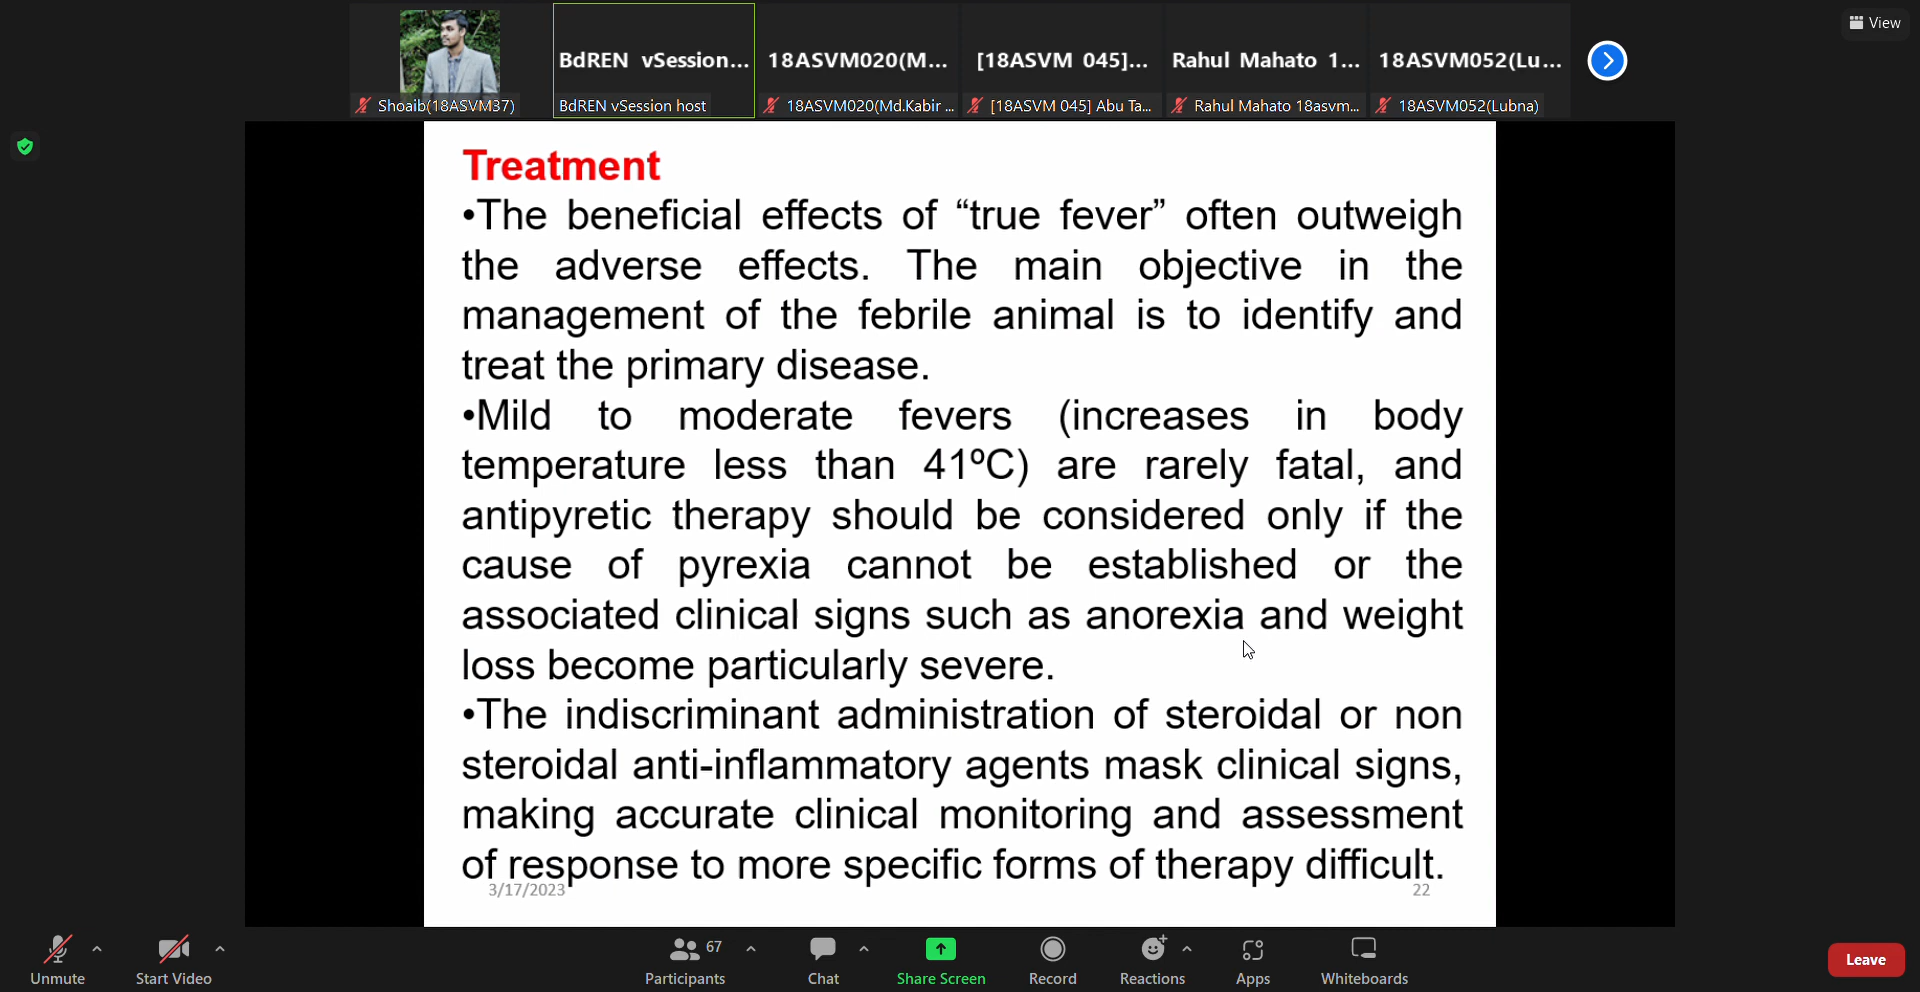 View
BdREN vSession...
18ASVM020(M...
[18ASVM 045]...
Rahul Mahato 1...
18ASVM052(Lu...
Shoaib(18ASVM37)
BdREN vSession host
18ASVM020(Md.Kabir ...
[18ASVM 045] Abu Ta...
Rahul Mahato 18asvm...
18ASVM052(Lubna)
Treatment
•The beneficial effects of “true fever” often outweigh
the adverse effects. The main objective in the
management of the febrile animal is to identify and
treat the primary disease.
•Mild to moderate fevers (increases in body
temperature less than 41ºC) are rarely fatal, and
antipyretic therapy should be considered only if the
cause of pyrexia cannot be established or the
associated clinical signs such as anorexia and weight
loss become particularly severe.
•The indiscriminant administration of steroidal or non
steroidal anti-inflammatory agents mask clinical signs,
making accurate clinical monitoring and assessment
of response to more specific forms of therapy difficult.
3/17/2023
22
67
Unmute
Start Video
Participants
Chat
Share Screen
Record
Reactions
Apps
Whiteboards
Leave